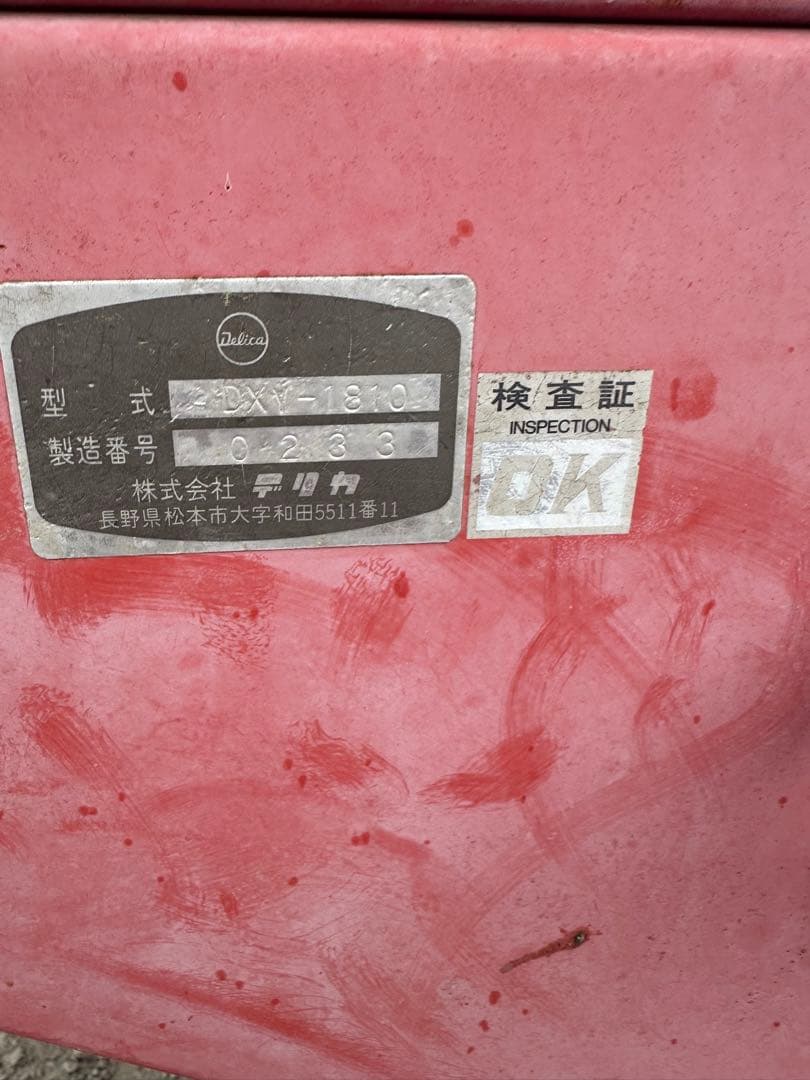 Delica
型 式 DXV-1810
製造番号 0233
株式会社 デリカ
長野県松本市大字和田5511番11
検査証
INSPECTION
OK